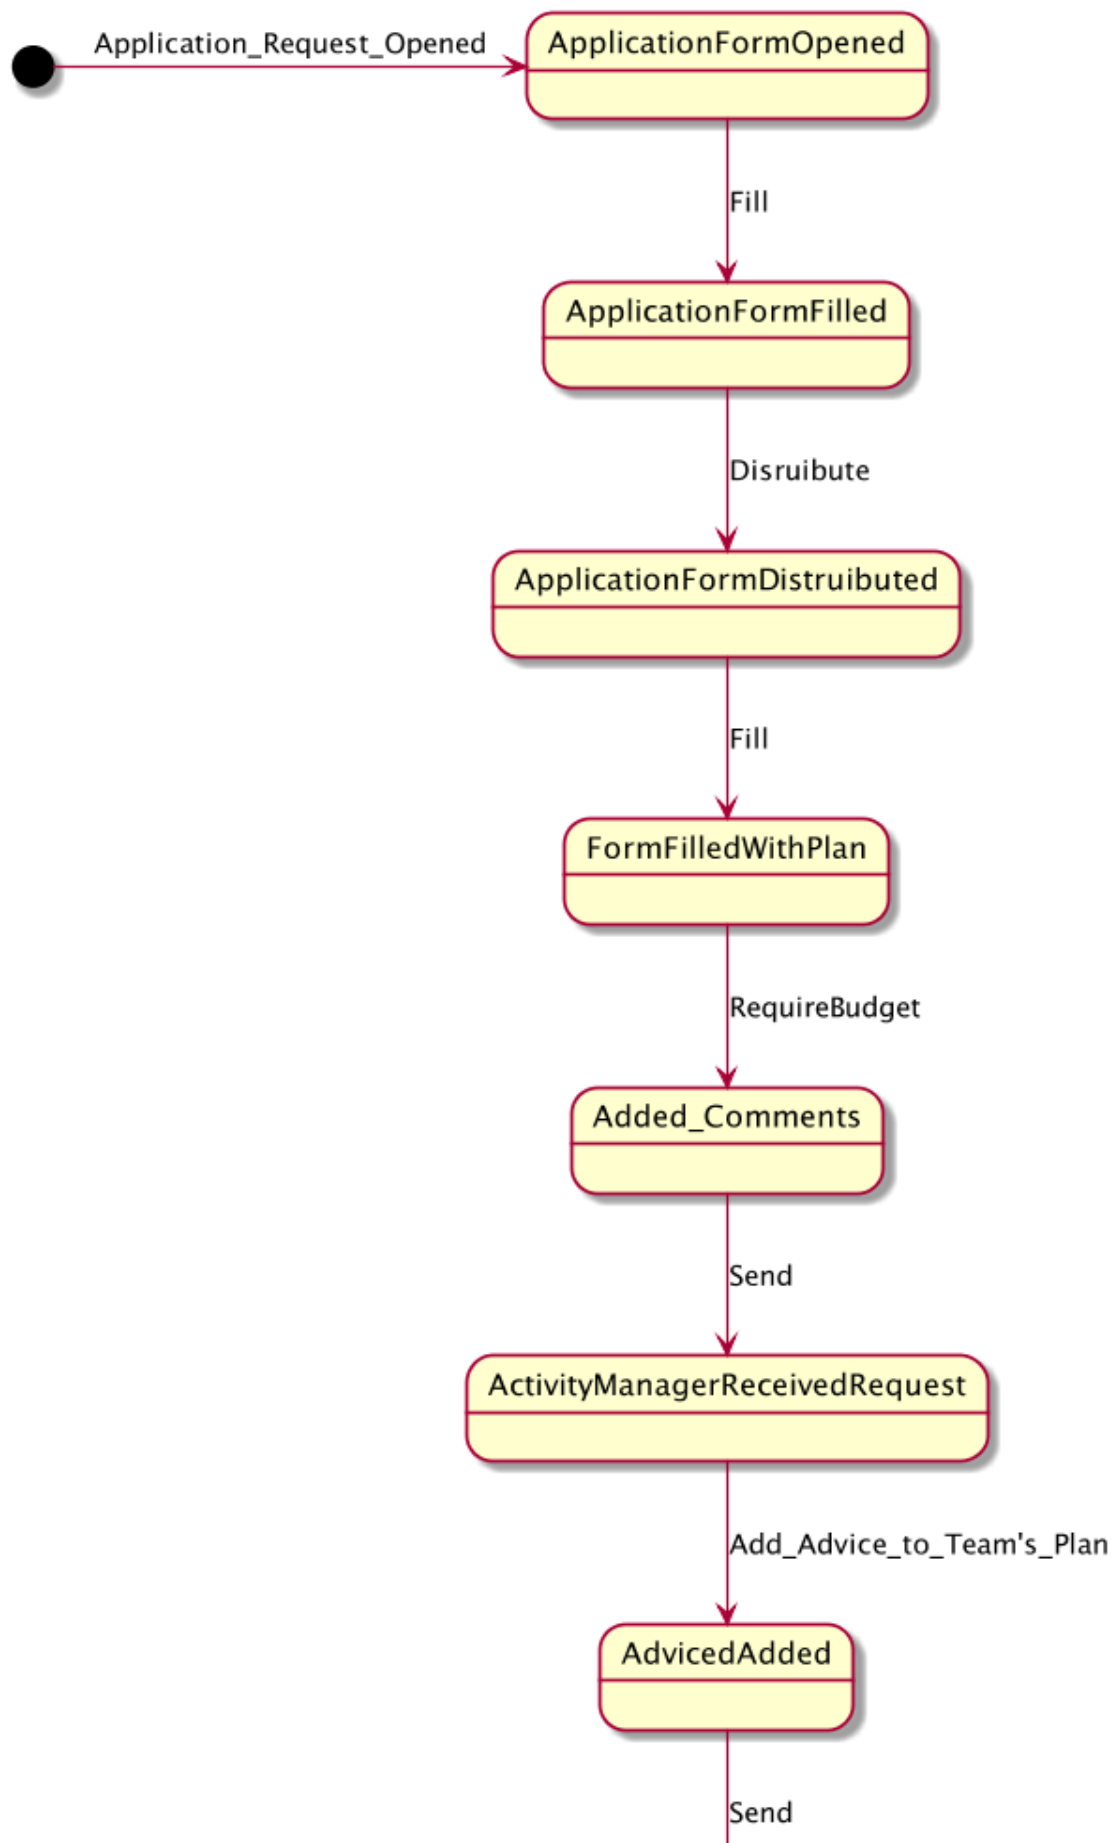 Application_Request_Opened
ApplicationFormOpened
Fill
ApplicationFormFilled
Disruibute
ApplicationFormDistruibuted
Fill
FormFilledWithPlan
RequireBudget
Added_Comments
Send
ActivityManagerReceivedRequest
Add_Advice_to_Team's_Plan
AdvicedAdded
Send